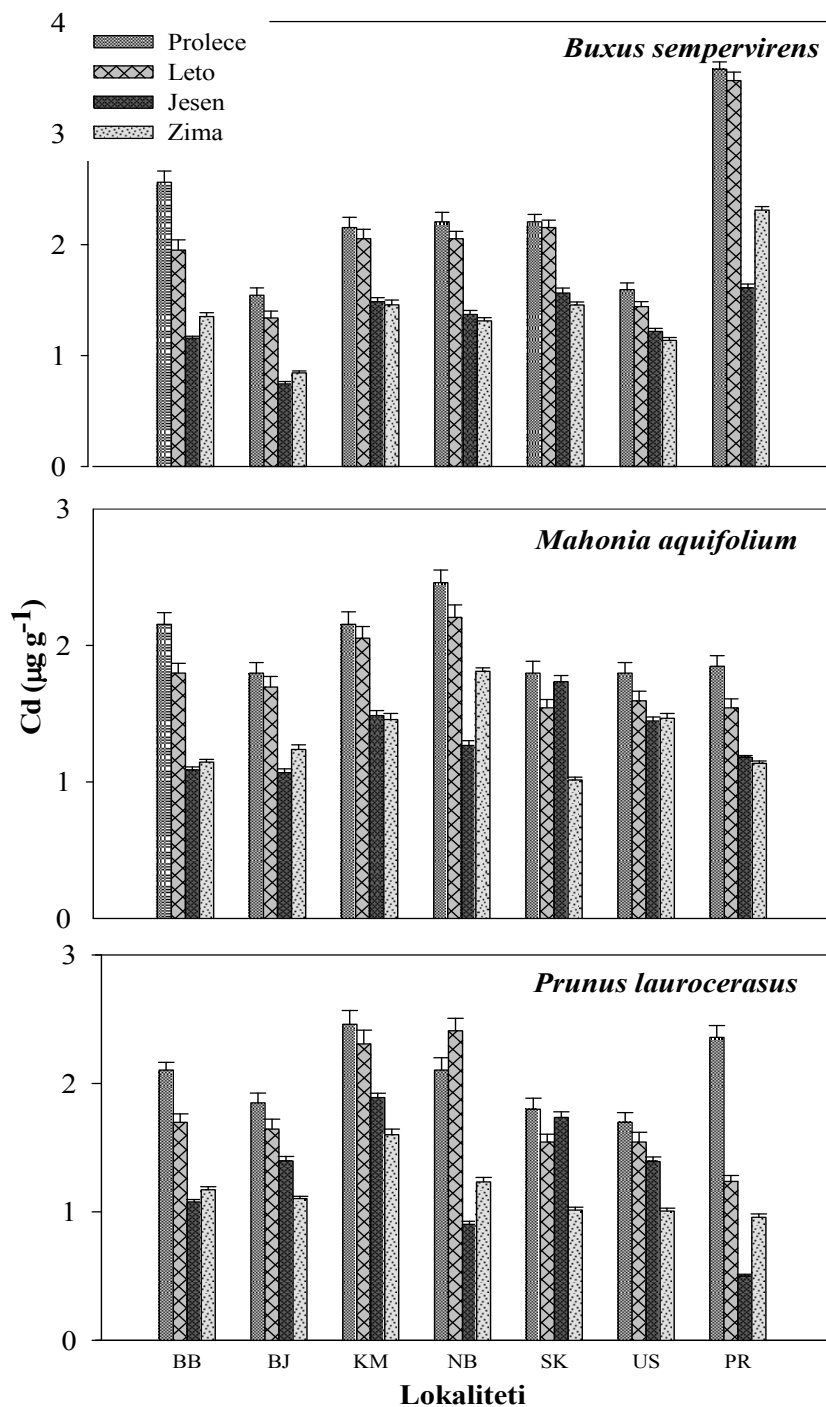 4
Prolece
Buxus sempervirens
Leto
Jesen
Zima
3
2
1
0
3
Mahonia aquifolium
2
1
0
Cd (µg g-1)
3
Prunus laurocerasus
2
1
0
BB BJ KM NB SK US PR
Lokaliteti